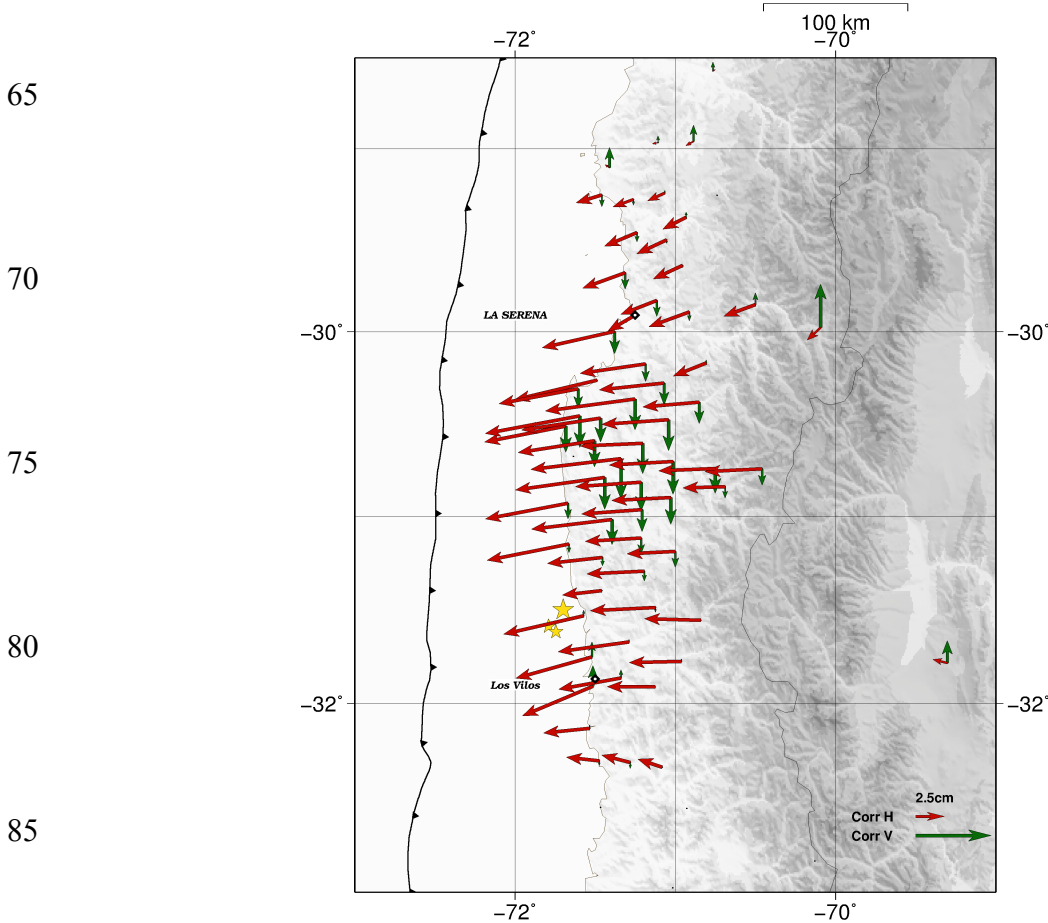 100 km
−72° −70°
65
70
LA SERENA
−30° −30°
75
80
Los Vilos
−32° −32°
2.5cm
Corr H
Corr V
85
−72° −70°